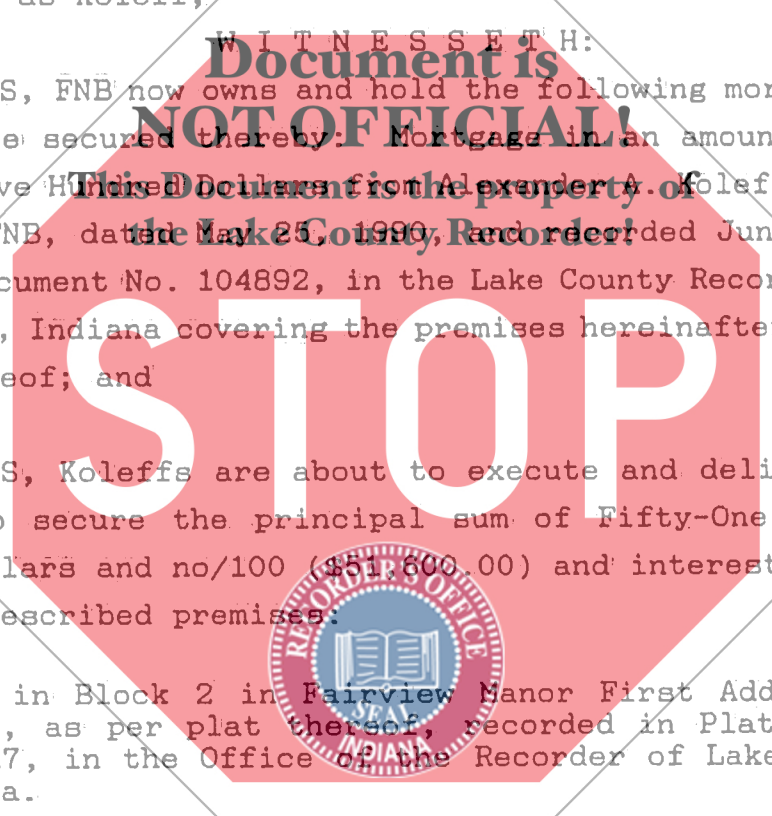 as Koleff,
W I T N E S S E T H:
S, FNB now owns and hold the following mor
e secured thereby: Mortgage in an amoun
ve Hundred Dollars from Alexander A. Kolef
FNB, dated May 25, 1990, and recorded Jun
cument No. 104892, in the Lake County Recor
, Indiana covering the premises hereinafte
eof; and
S, Koleffs are about to execute and deli
o secure the principal sum of Fifty-One
lars and no/100 ($51,600.00) and interest
escribed premises:
in Block 2 in Fairview Manor First Add
, as per plat thereof, recorded in Plat
7, in the Office of the Recorder of Lake
a.
Document is
NOT OFFICIAL!
This Document is the property of
the Lake County Recorder!
STOP
RECORDER'S OFFICE
SEAL
INDIANA